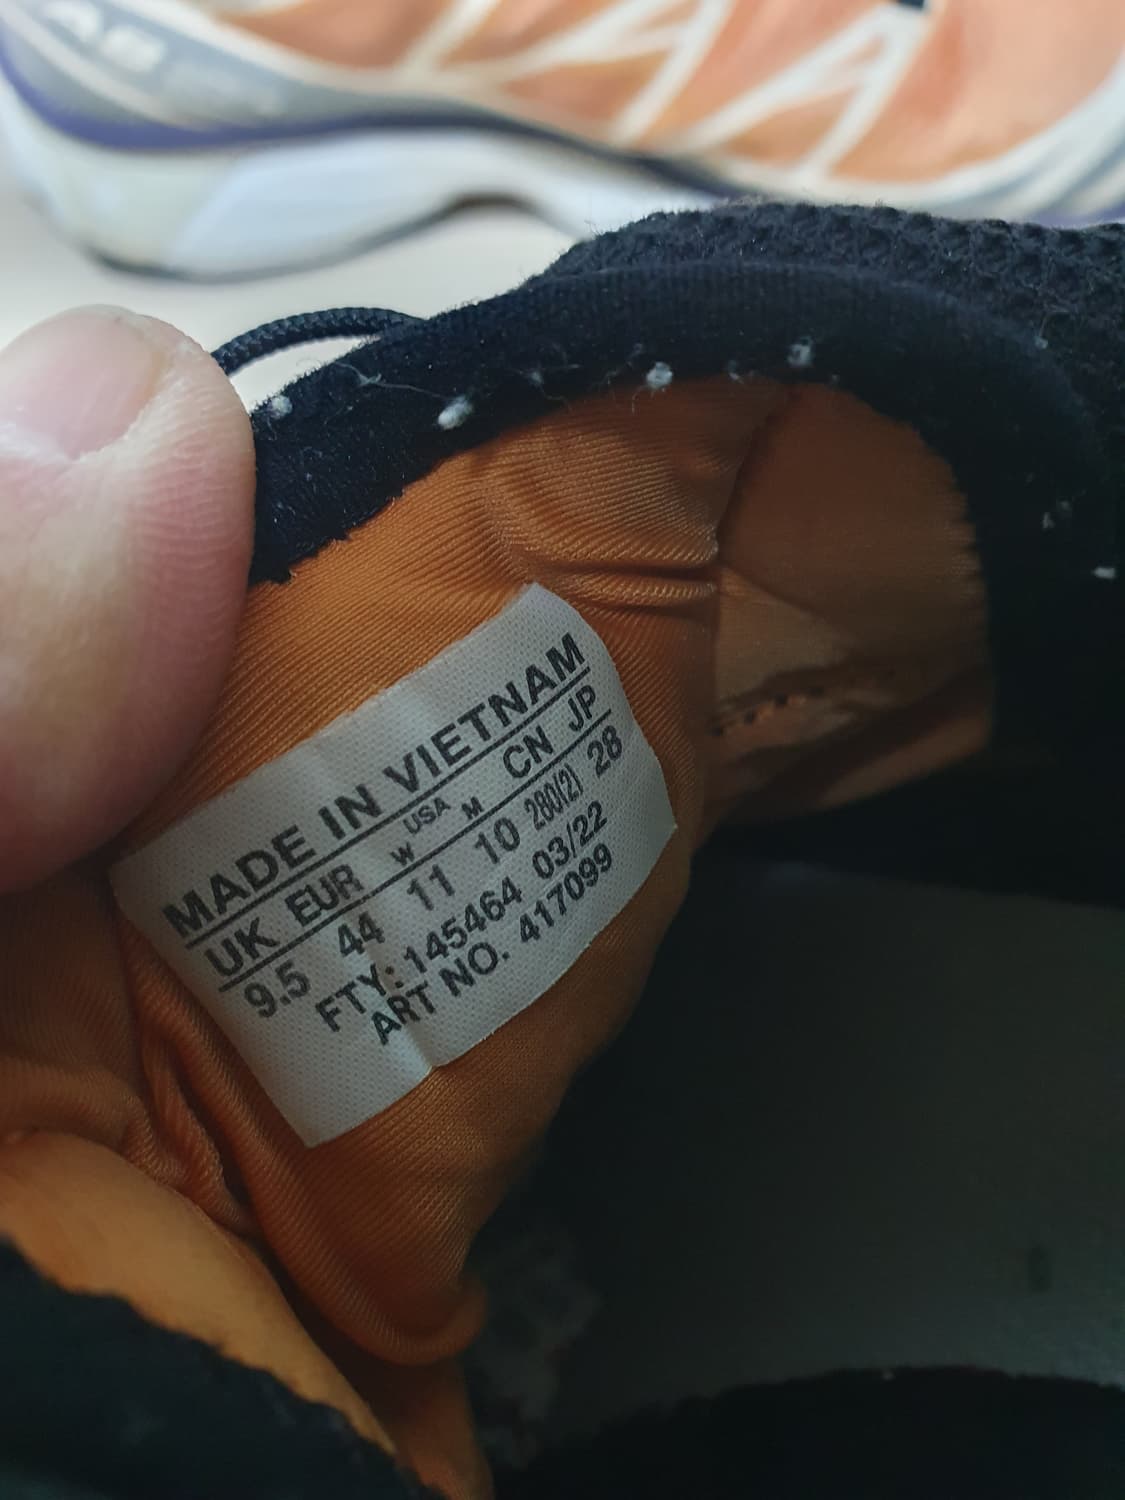 MADE IN VIETNAM
USA
UK EUR W M CN JP
9.5 44 11 10 280(2) 28
FTY: 145464 03/22
ART NO. 417099